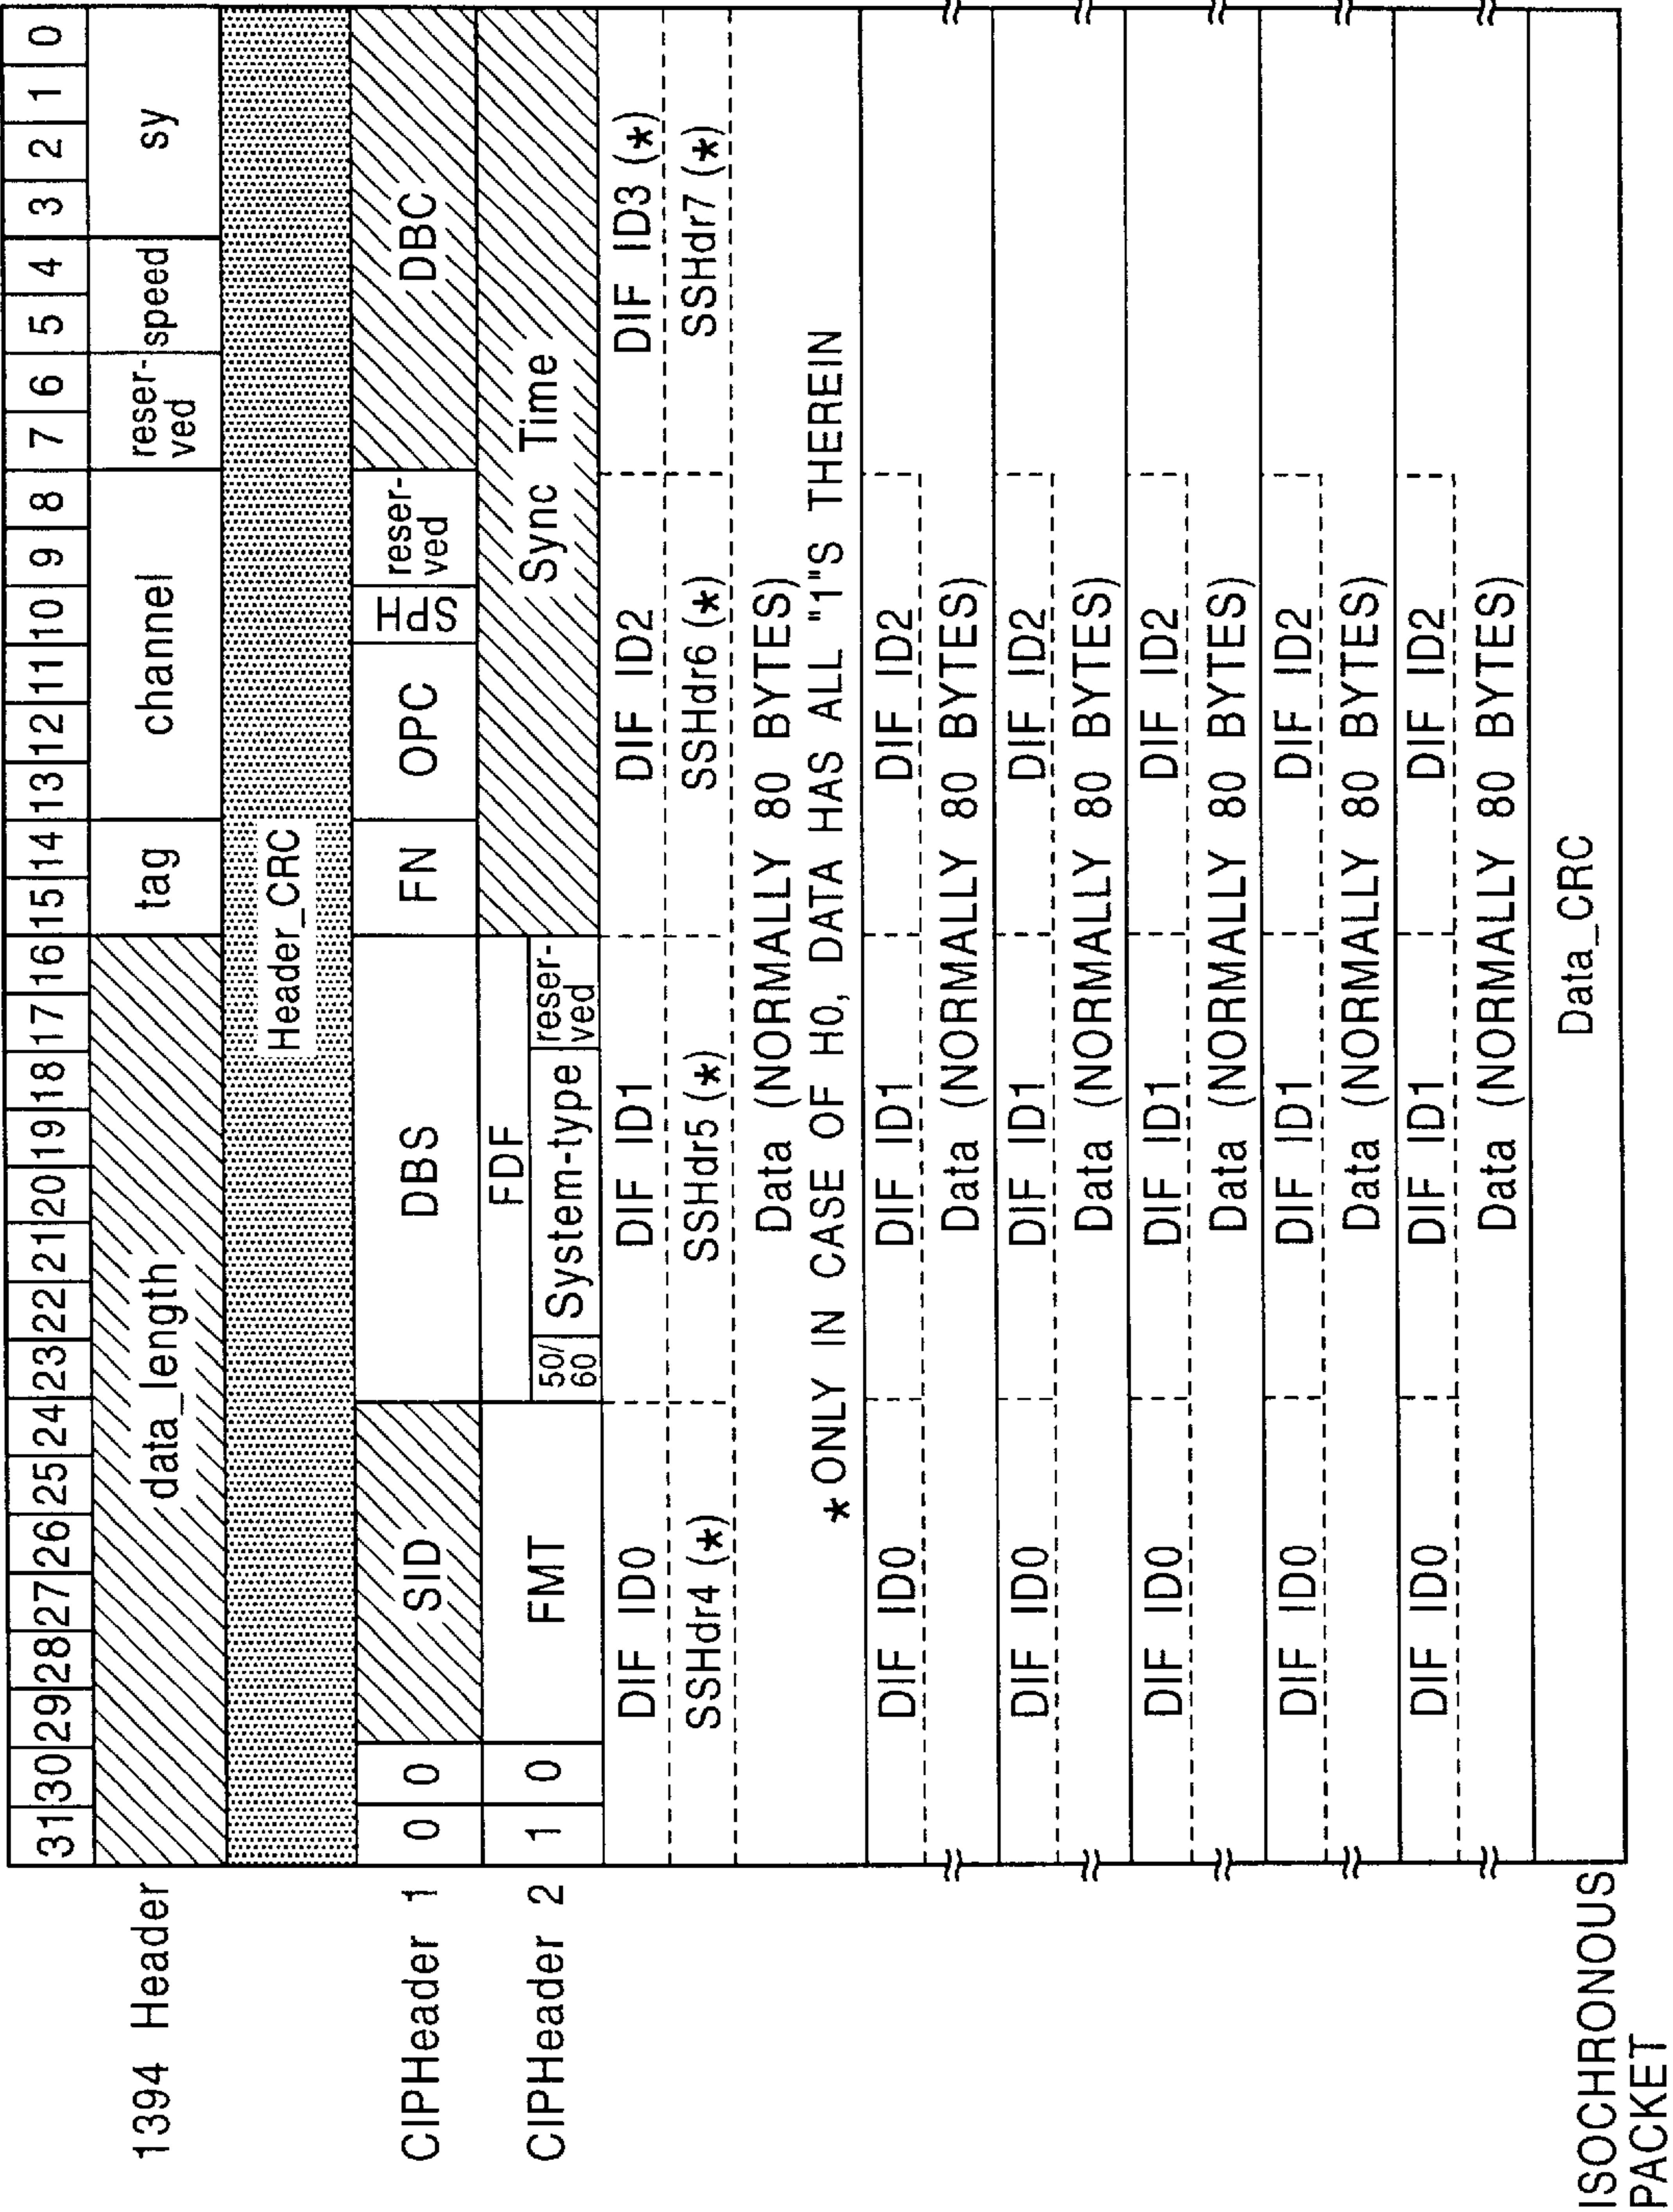 31 30 29 28 27 26 25 24 23 22 21 20 19 18 17 16 15 14 13 12 11 10 9 8 7 6 5 4 3 2 1 0
1394 Header
data_length
tag
channel
reser-
ved
speed
sy
Header_CRC
CIPHeader 1
0 0
SID
DBS
FN
QPC
SPH
reser-
ved
DBC
CIPHeader 2
1 0
FMT
FDF
50/
60
System-type
reser-
ved
Sync Time
DIF ID0 DIF ID1 DIF ID2 DIF ID3 (*)
SSHdr4 (*) SSHdr5 (*) SSHdr6 (*) SSHdr7 (*)
Data (NORMALLY 80 BYTES)
* ONLY IN CASE OF H0, DATA HAS ALL "1"S THEREIN
DIF ID0 DIF ID1 DIF ID2
Data (NORMALLY 80 BYTES)
DIF ID0 DIF ID1 DIF ID2
Data (NORMALLY 80 BYTES)
DIF ID0 DIF ID1 DIF ID2
Data (NORMALLY 80 BYTES)
DIF ID0 DIF ID1 DIF ID2
Data (NORMALLY 80 BYTES)
DIF ID0 DIF ID1 DIF ID2
Data (NORMALLY 80 BYTES)
Data_CRC
ISOCHRONOUS
PACKET